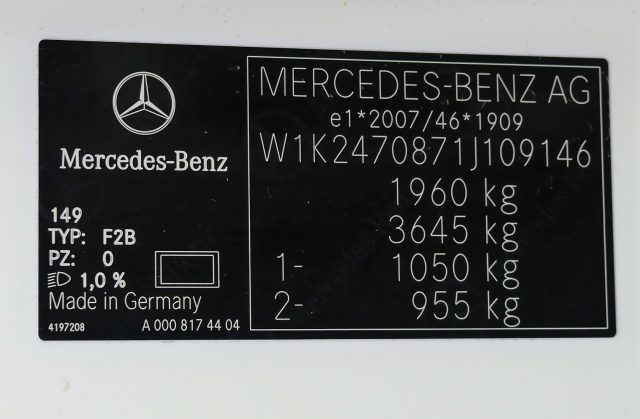 Mercedes-Benz
149
TYP: F2B
PZ: 0
1,0 %
Made in Germany
4197208 A 000 817 44 04
MERCEDES-BENZ AG
e1*2007/46*1909
W1K2470871J109146
1960 kg
3645 kg
1- 1050 kg
2- 955 kg